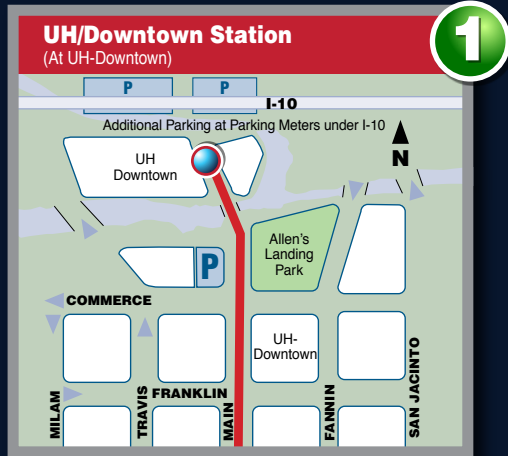 UH/Downtown Station
(At UH-Downtown)
1
P
P
I-10
Additional Parking at Parking Meters under I-10
N
UH
Downtown
Allen's
Landing
Park
P
COMMERCE
UH-
Downtown
FRANKLIN
MILAM
TRAVIS
MAIN
FANNIN
SAN JACINTO